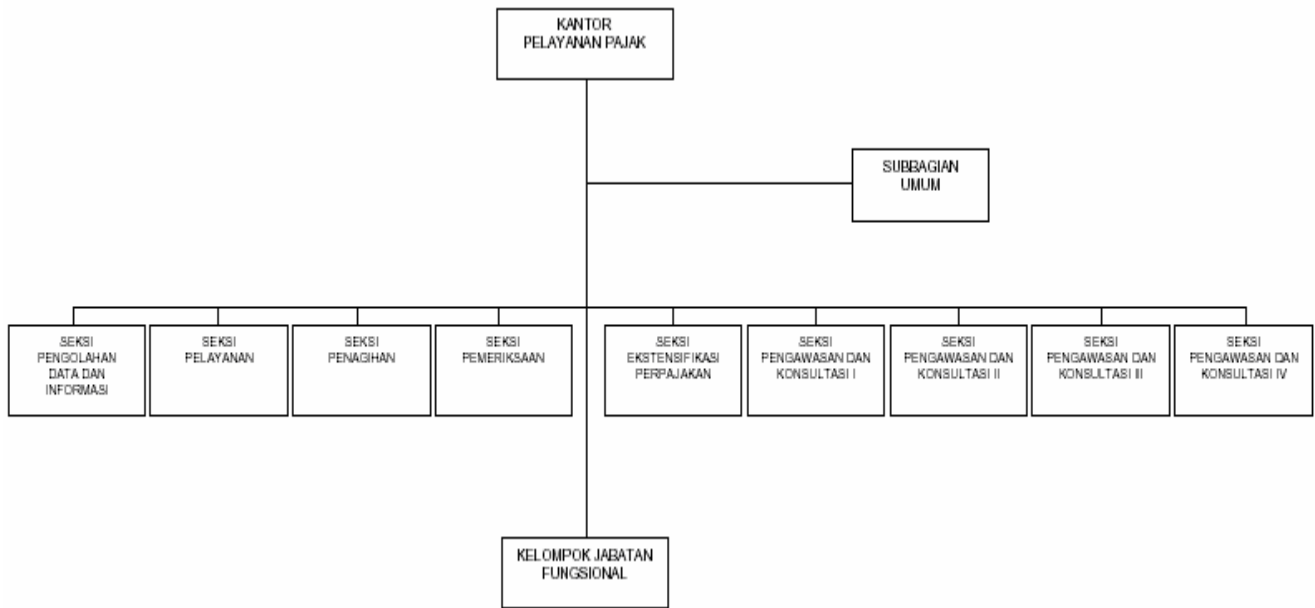 KANTOR
PELAYANAN PAJAK
SUBBAGIAN
UMUM
SEKSI
PENGOLAHAN
DATA DAN
INFORMASI
SEKSI
PELAYANAN
SEKSI
PENAGIHAN
SEKSI
PEMERIKSAAN
SEKSI
EKSTENSIFIKASI
PERPAJAKAN
SEKSI
PENGAWASAN DAN
KONSULTASI I
SEKSI
PENGAWASAN DAN
KONSULTASI II
SEKSI
PENGAWASAN DAN
KONSULTASI III
SEKSI
PENGAWASAN DAN
KONSULTASI IV
KELOMPOK JABATAN
FUNGSIONAL